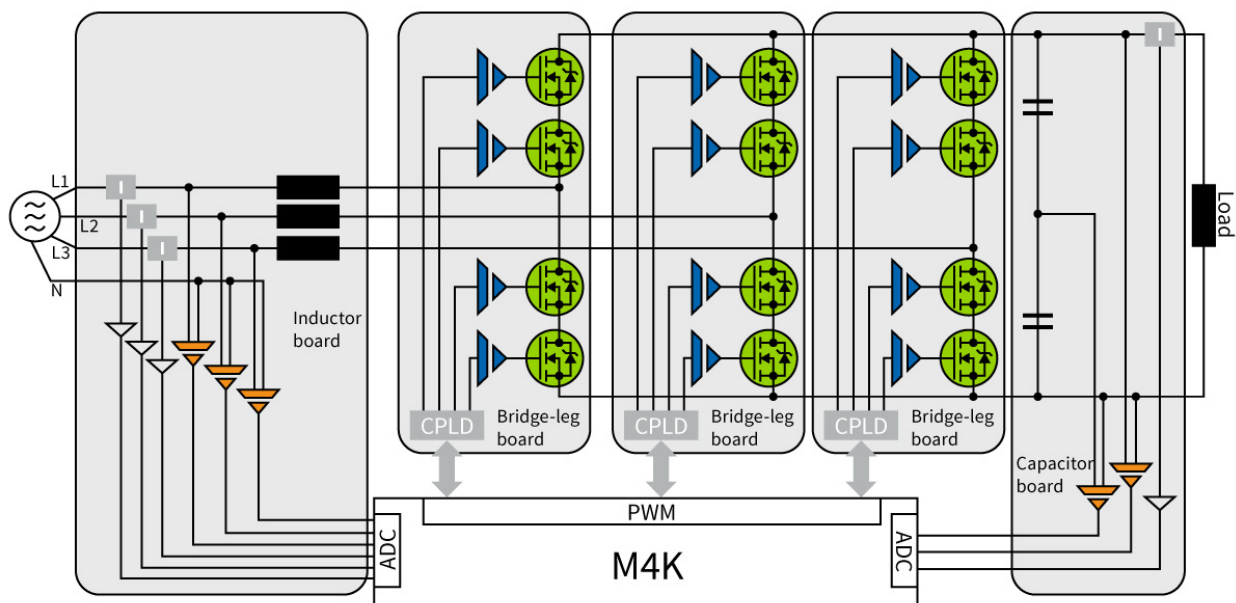 I
L1
I
L2
I
L3
N
Inductor
board
CPLD
Bridge-leg
board
CPLD
Bridge-leg
board
CPLD
Bridge-leg
board
I
Load
Capacitor
board
PWM
ADC
M4K
ADC